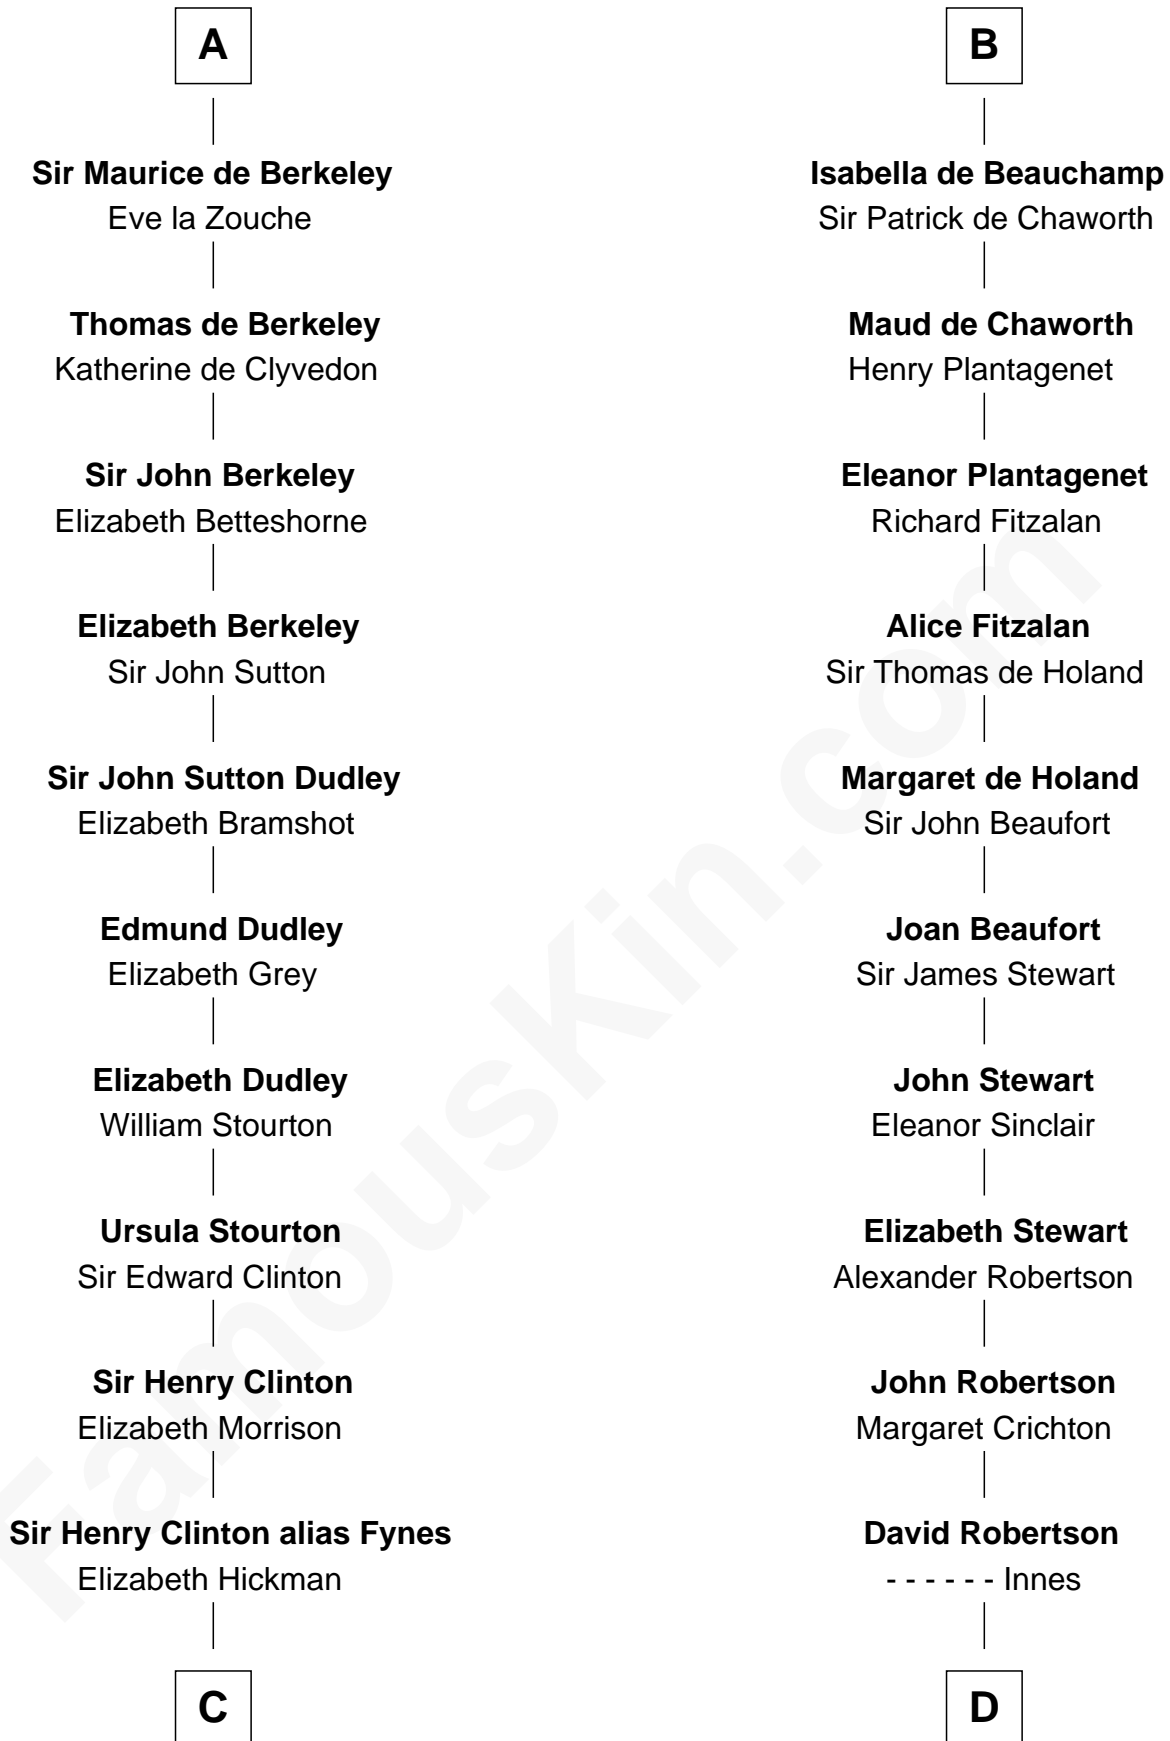 A
Sir Maurice de Berkeley
Eve la Zouche
Thomas de Berkeley
Katherine de Clyvedon
Sir John Berkeley
Elizabeth Betteshorne
Elizabeth Berkeley
Sir John Sutton
Sir John Sutton Dudley
Elizabeth Bramshot
Edmund Dudley
Elizabeth Grey
Elizabeth Dudley
William Stourton
Ursula Stourton
Sir Edward Clinton
Sir Henry Clinton
Elizabeth Morrison
Sir Henry Clinton alias Fynes
Elizabeth Hickman
C
B
Isabella de Beauchamp
Sir Patrick de Chaworth
Maud de Chaworth
Henry Plantagenet
Eleanor Plantagenet
Richard Fitzalan
Alice Fitzalan
Sir Thomas de Holand
Margaret de Holand
Sir John Beaufort
Joan Beaufort
Sir James Stewart
John Stewart
Eleanor Sinclair
Elizabeth Stewart
Alexander Robertson
John Robertson
Margaret Crichton
David Robertson
- - - - - - Innes
D
FamousKin.com